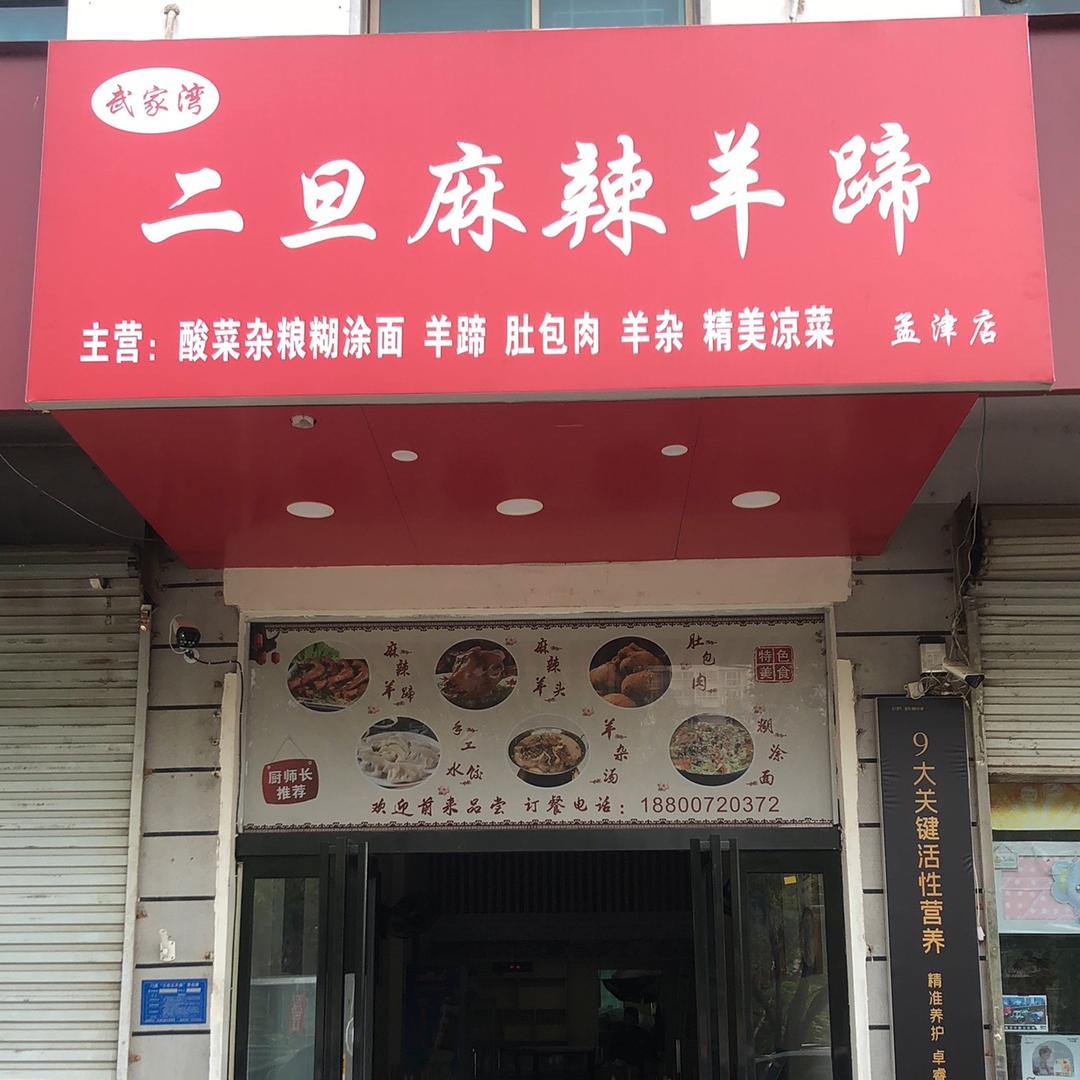 武家湾
二旦麻辣羊蹄
主营：酸菜杂粮糊涂面 羊蹄 肚包肉 羊杂 精美凉菜 孟津店
麻辣羊蹄
麻辣羊头
肚包肉
特色美食
手工水饺
羊杂汤
糊涂面
厨师长
推荐
欢迎前来品尝 订餐电话：18800720372
9大关键活性营养
精准养护 卓睿